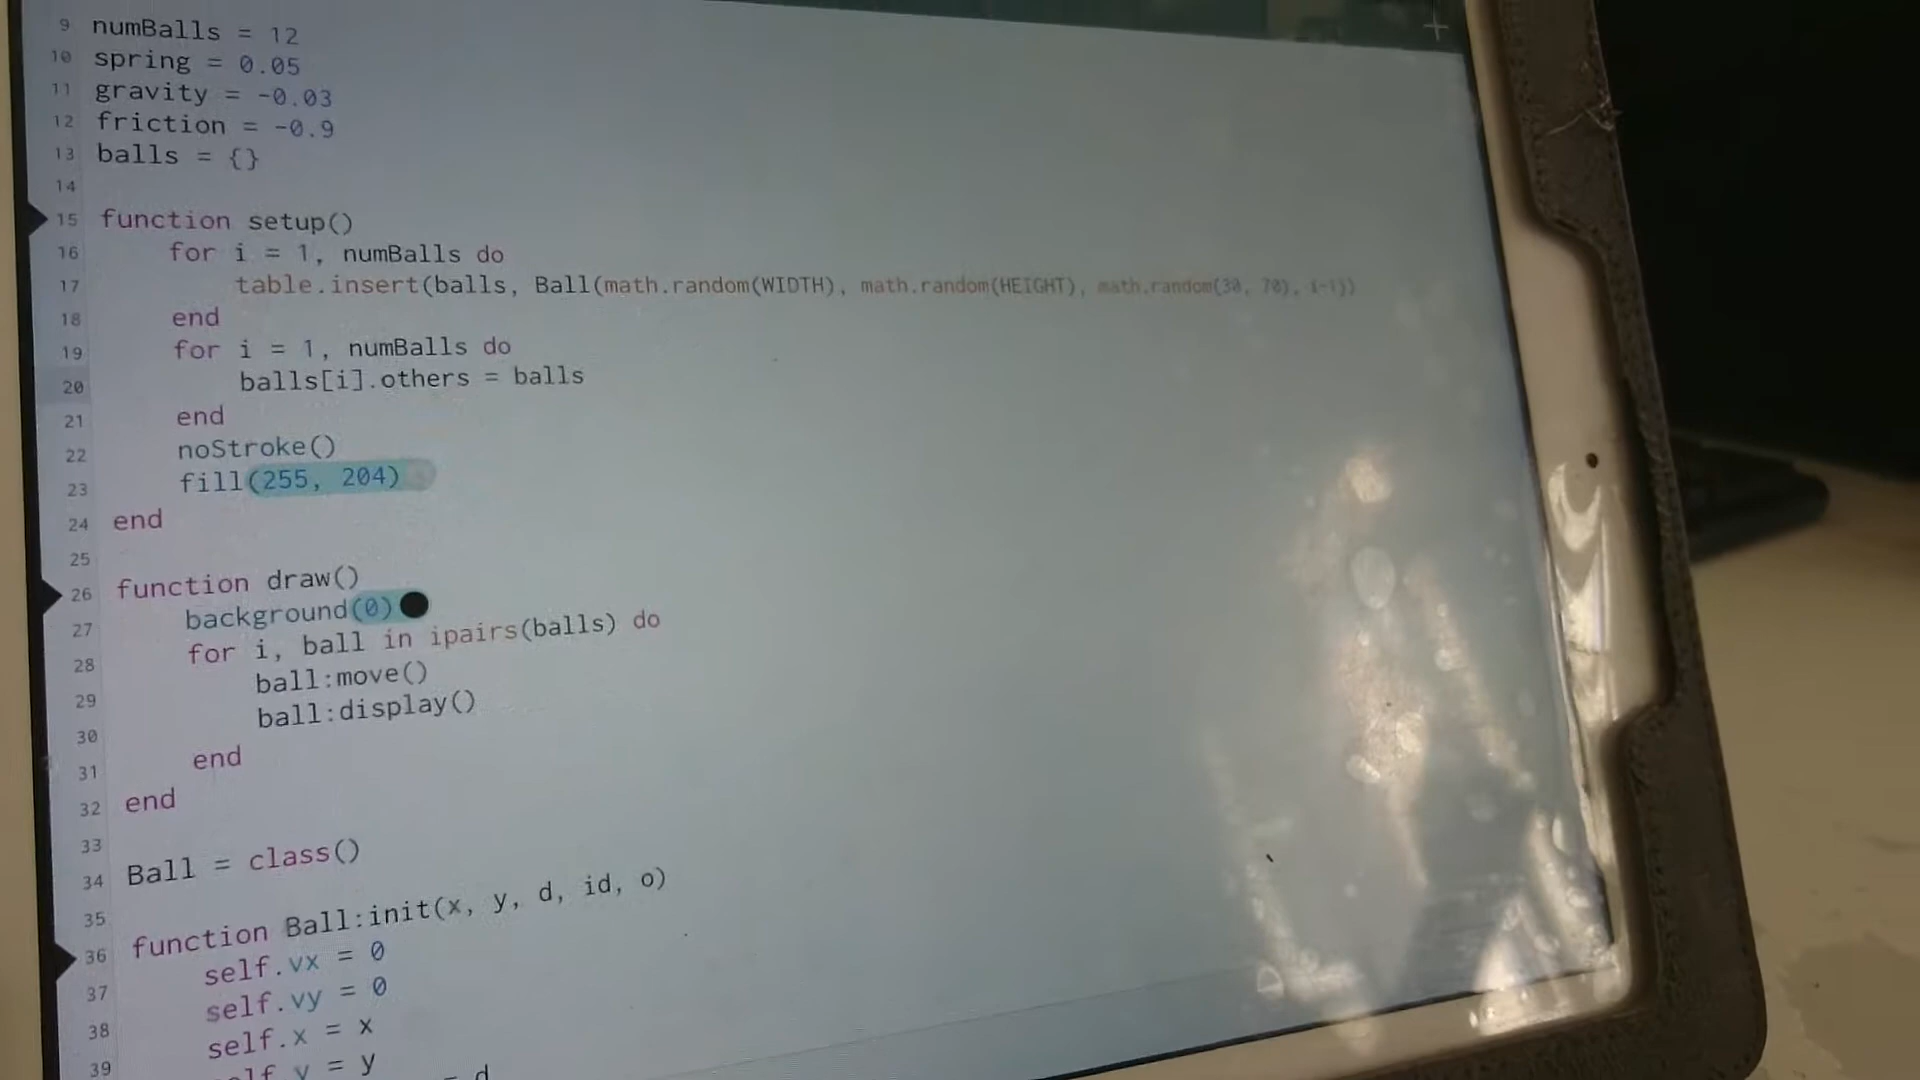 9 numBalls = 12
10 spring = 0.05
11 gravity = -0.03
12 friction = -0.9
13 balls = {}
14
15 function setup()
16 for i = 1, numBalls do
17 table.insert(balls, Ball(math.random(WIDTH), math.random(HEIGHT), math.random(30, 70), i-1))
18 end
19 for i = 1, numBalls do
20 balls[i].others = balls
21 end
22 noStroke()
23 fill(255, 204)
24 end
25
26 function draw()
27 background(0)
28 for i, ball in ipairs(balls) do
29 ball:move()
30 ball:display()
31 end
32 end
33
34 Ball = class()
35
36 function Ball:init(x, y, d, id, o)
37 self.vx = 0
38 self.vy = 0
39 self.x = x
y = y
= d